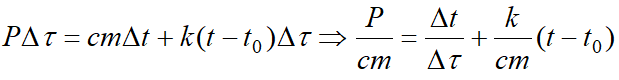 PΔτ = cmΔt + k(t − t₀)Δτ ⇒ P/cm = Δt/Δτ + k/cm (t − t₀)